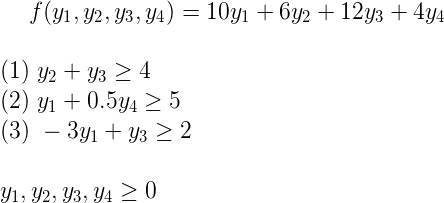 f(y₁, y₂, y₃, y₄) = 10y₁ + 6y₂ + 12y₃ + 4y₄
(1) y₂ + y₃ ≥ 4
(2) y₁ + 0.5y₄ ≥ 5
(3) −3y₁ + y₃ ≥ 2
y₁, y₂, y₃, y₄ ≥ 0